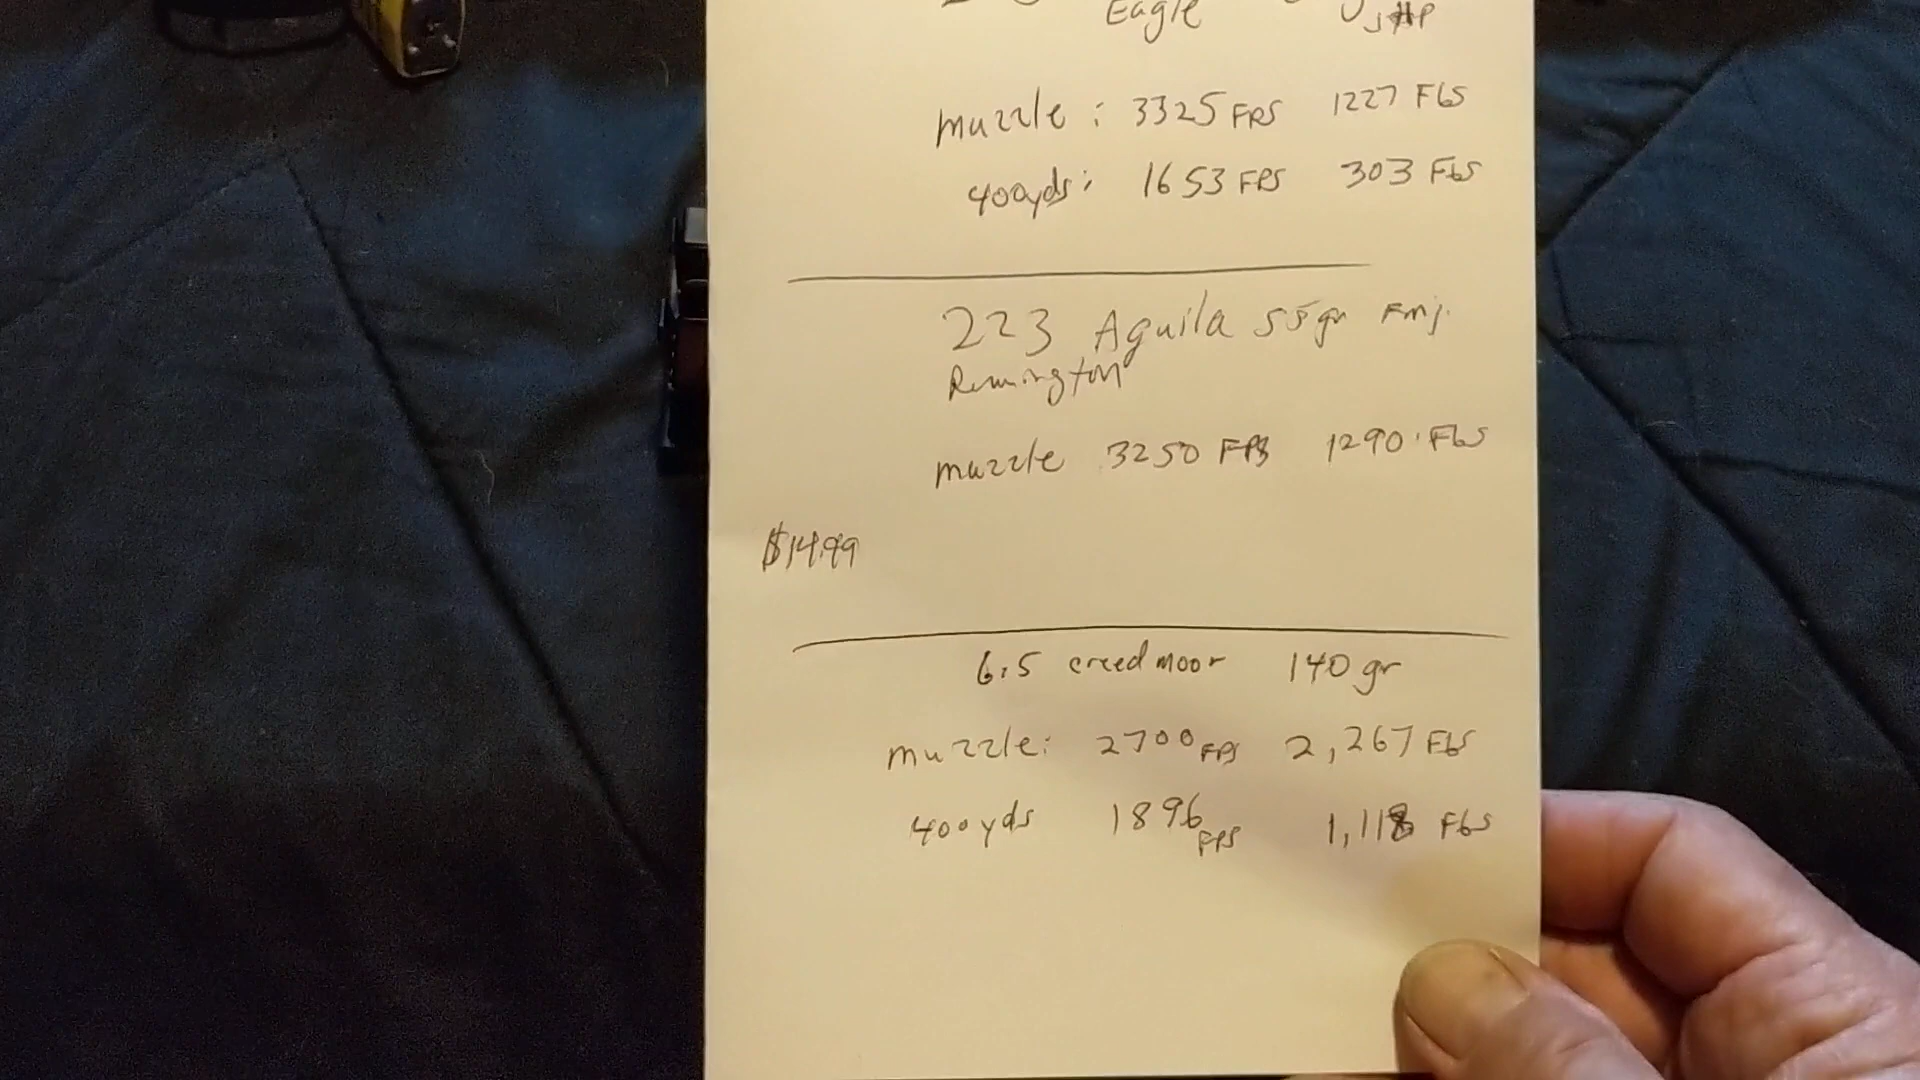 Eagle JHP
muzzle: 3325 FPS 1227 Fbs
400yds: 1653 FPS 303 Fbs
223 Aguila 55gr Fmj.
Remington
muzzle 3250 FPS 1290 Fbs
$14.99
6.5 creedmoor 140 gr
muzzle: 2700 FPS 2,267 Fbs
400yds 1896 FPS 1,118 Fbs